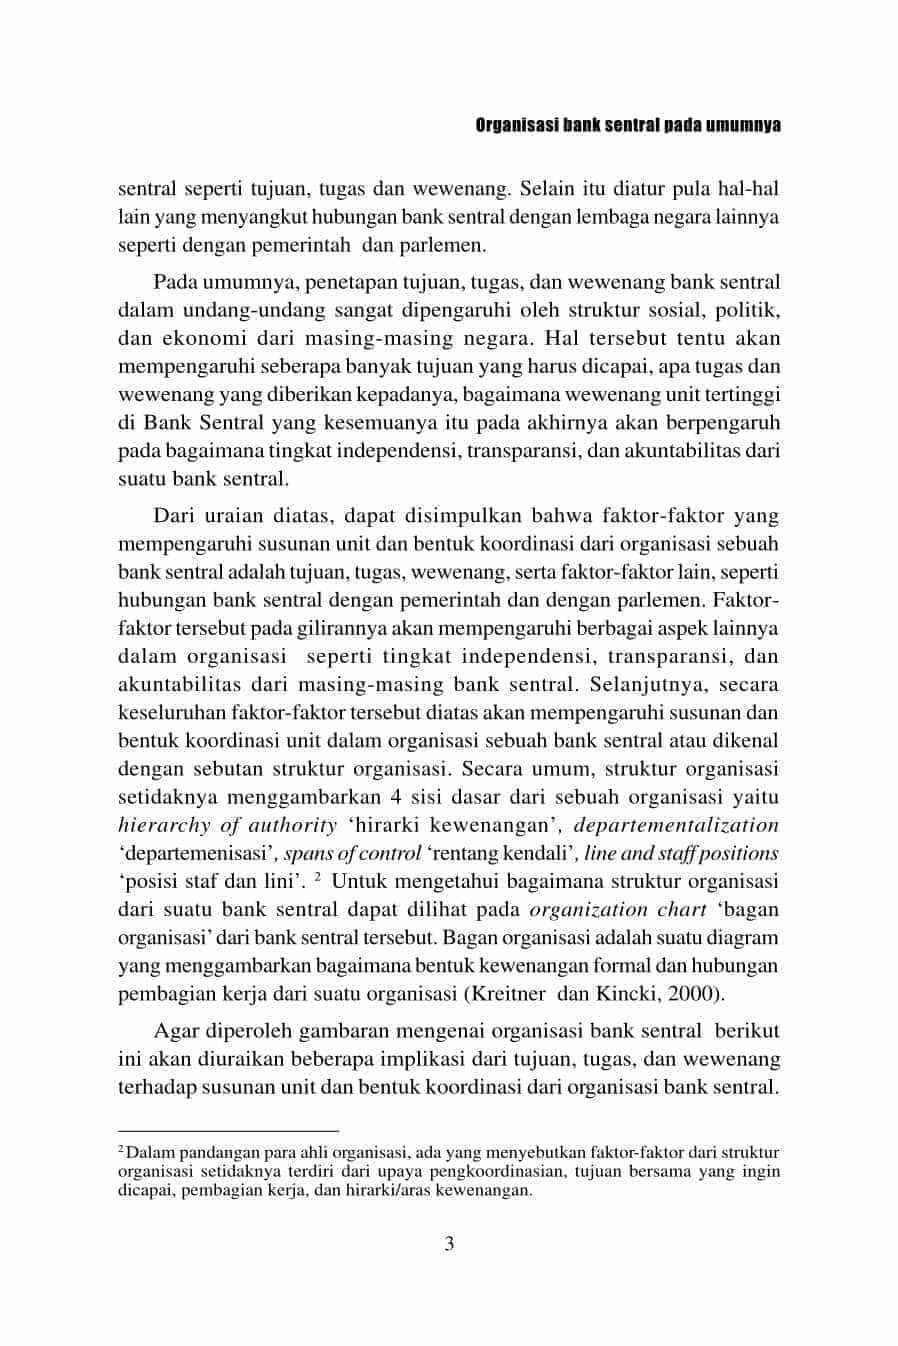 Organisasi bank sentral pada umumnya
sentral seperti tujuan, tugas dan wewenang. Selain itu diatur pula hal-hal
lain yang menyangkut hubungan bank sentral dengan lembaga negara lainnya
seperti dengan pemerintah dan parlemen.
Pada umumnya, penetapan tujuan, tugas, dan wewenang bank sentral
dalam undang-undang sangat dipengaruhi oleh struktur sosial, politik,
dan ekonomi dari masing-masing negara. Hal tersebut tentu akan
mempengaruhi seberapa banyak tujuan yang harus dicapai, apa tugas dan
wewenang yang diberikan kepadanya, bagaimana wewenang unit tertinggi
di Bank Sentral yang kesemuanya itu pada akhirnya akan berpengaruh
pada bagaimana tingkat independensi, transparansi, dan akuntabilitas dari
suatu bank sentral.
Dari uraian diatas, dapat disimpulkan bahwa faktor-faktor yang
mempengaruhi susunan unit dan bentuk koordinasi dari organisasi sebuah
bank sentral adalah tujuan, tugas, wewenang, serta faktor-faktor lain, seperti
hubungan bank sentral dengan pemerintah dan dengan parlemen. Faktor-
faktor tersebut pada gilirannya akan mempengaruhi berbagai aspek lainnya
dalam organisasi seperti tingkat independensi, transparansi, dan
akuntabilitas dari masing-masing bank sentral. Selanjutnya, secara
keseluruhan faktor-faktor tersebut diatas akan mempengaruhi susunan dan
bentuk koordinasi unit dalam organisasi sebuah bank sentral atau dikenal
dengan sebutan struktur organisasi. Secara umum, struktur organisasi
setidaknya menggambarkan 4 sisi dasar dari sebuah organisasi yaitu
hierarchy of authority ‘hirarki kewenangan’, departementalization
‘departemenisasi’, spans of control ‘rentang kendali’, line and staff positions
‘posisi staf dan lini’. ² Untuk mengetahui bagaimana struktur organisasi
dari suatu bank sentral dapat dilihat pada organization chart ‘bagan
organisasi’ dari bank sentral tersebut. Bagan organisasi adalah suatu diagram
yang menggambarkan bagaimana bentuk kewenangan formal dan hubungan
pembagian kerja dari suatu organisasi (Kreitner dan Kincki, 2000).
Agar diperoleh gambaran mengenai organisasi bank sentral berikut
ini akan diuraikan beberapa implikasi dari tujuan, tugas, dan wewenang
terhadap susunan unit dan bentuk koordinasi dari organisasi bank sentral.
² Dalam pandangan para ahli organisasi, ada yang menyebutkan faktor-faktor dari struktur
organisasi setidaknya terdiri dari upaya pengkoordinasian, tujuan bersama yang ingin
dicapai, pembagian kerja, dan hirarki/aras kewenangan.
3